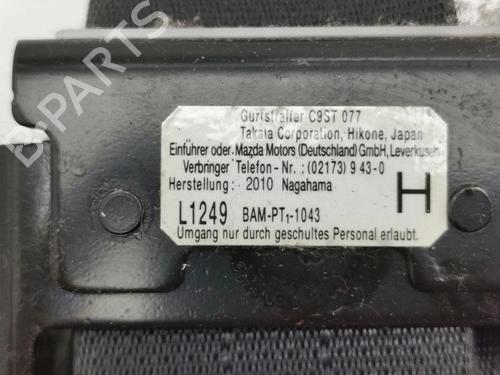 B-PARTS
Gurtstraffer C9ST 077
Takata Corporation, Hikone, Japan
Einführer oder Mazda Motors (Deutschland) GmbH, Leverkusen
Verbringer Telefon - Nr. : (02173) 9 43-0
Herstellung : 2010 Nagahama
H
L1249 BAM-PT₁-1043
Umgang nur durch geschultes Personal erlaubt.